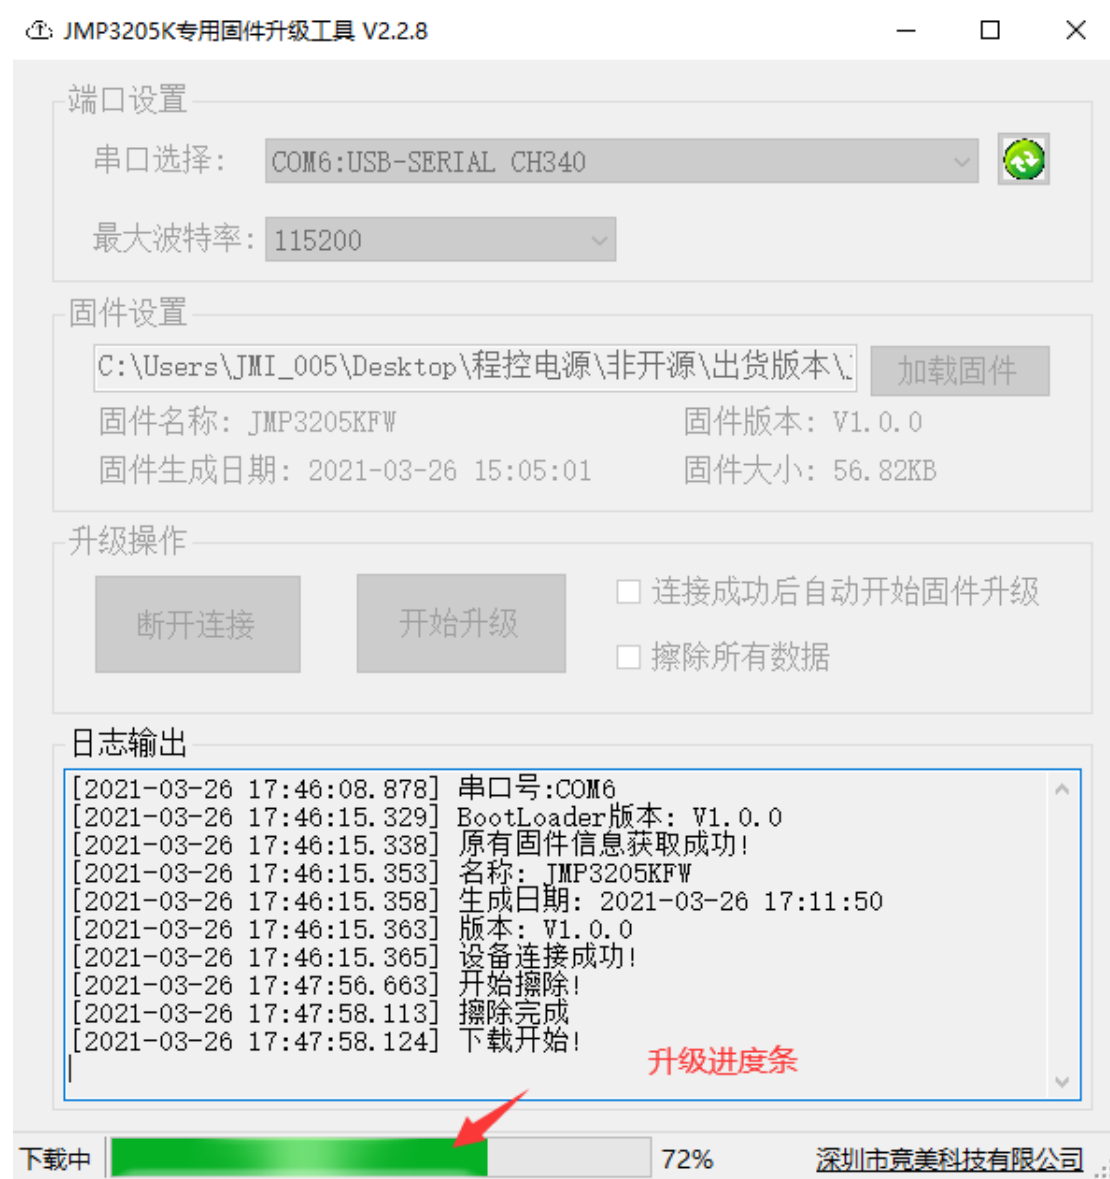 JMP3205K专用固件升级工具 V2.2.8
端口设置
串口选择: COM6:USB-SERIAL CH340
最大波特率: 115200
固件设置
C:\Users\JMI_005\Desktop\程控电源\非开源\出货版本\ 加载固件
固件名称: JMP3205KFW 固件版本: V1.0.0
固件生成日期: 2021-03-26 15:05:01 固件大小: 56.82KB
升级操作
断开连接 开始升级 连接成功后自动开始固件升级
擦除所有数据
日志输出
[2021-03-26 17:46:08.878] 串口号:COM6
[2021-03-26 17:46:15.329] BootLoader版本: V1.0.0
[2021-03-26 17:46:15.338] 原有固件信息获取成功!
[2021-03-26 17:46:15.353] 名称: JMP3205KFW
[2021-03-26 17:46:15.358] 生成日期: 2021-03-26 17:11:50
[2021-03-26 17:46:15.363] 版本: V1.0.0
[2021-03-26 17:46:15.365] 设备连接成功!
[2021-03-26 17:47:56.663] 开始擦除!
[2021-03-26 17:47:58.113] 擦除完成
[2021-03-26 17:47:58.124] 下载开始!
升级进度条
下载中 72% 深圳市竞美科技有限公司